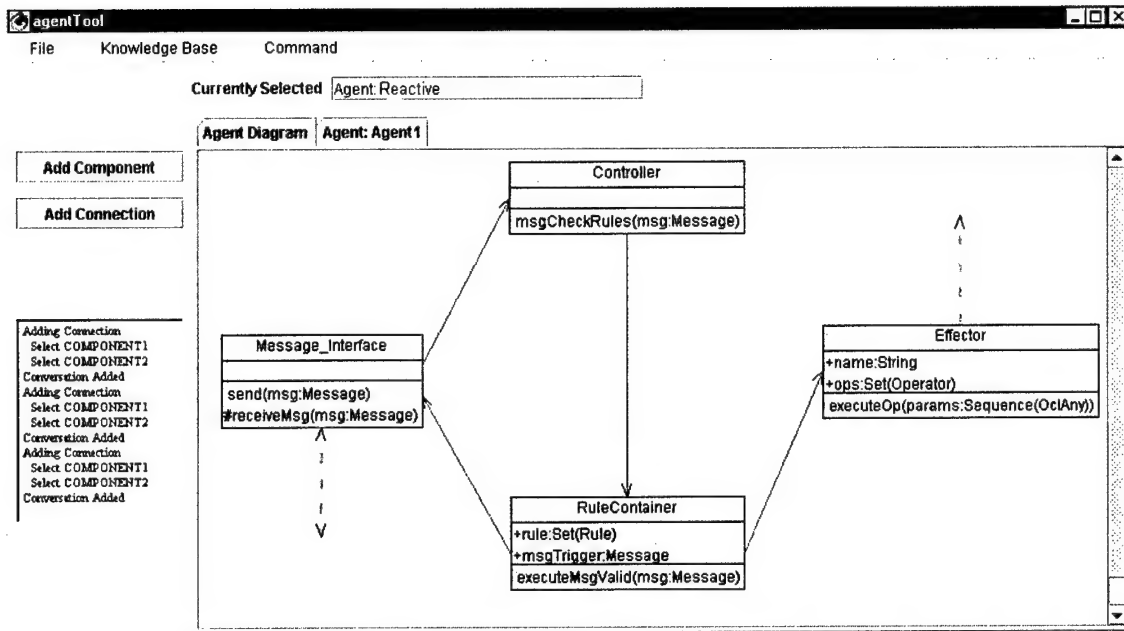 agentTool
File Knowledge Base Command
Currently Selected Agent:Reactive
Agent Diagram Agent: Agent1
Add Component
Add Connection
Adding Connection
Select COMPONENT1
Select COMPONENT2
Conversation Added
Adding Connection
Select COMPONENT1
Select COMPONENT2
Conversation Added
Adding Connection
Select COMPONENT1
Select COMPONENT2
Conversation Added
Controller
msgCheckRules(msg:Message)
Message_Interface
send(msg:Message)
#receiveMsg(msg:Message)
Effector
+name:String
+ops:Set(Operator)
executeOp(params:Sequence(OclAny))
RuleContainer
+rule:Set(Rule)
+msgTrigger:Message
executeMsgValid(msg:Message)